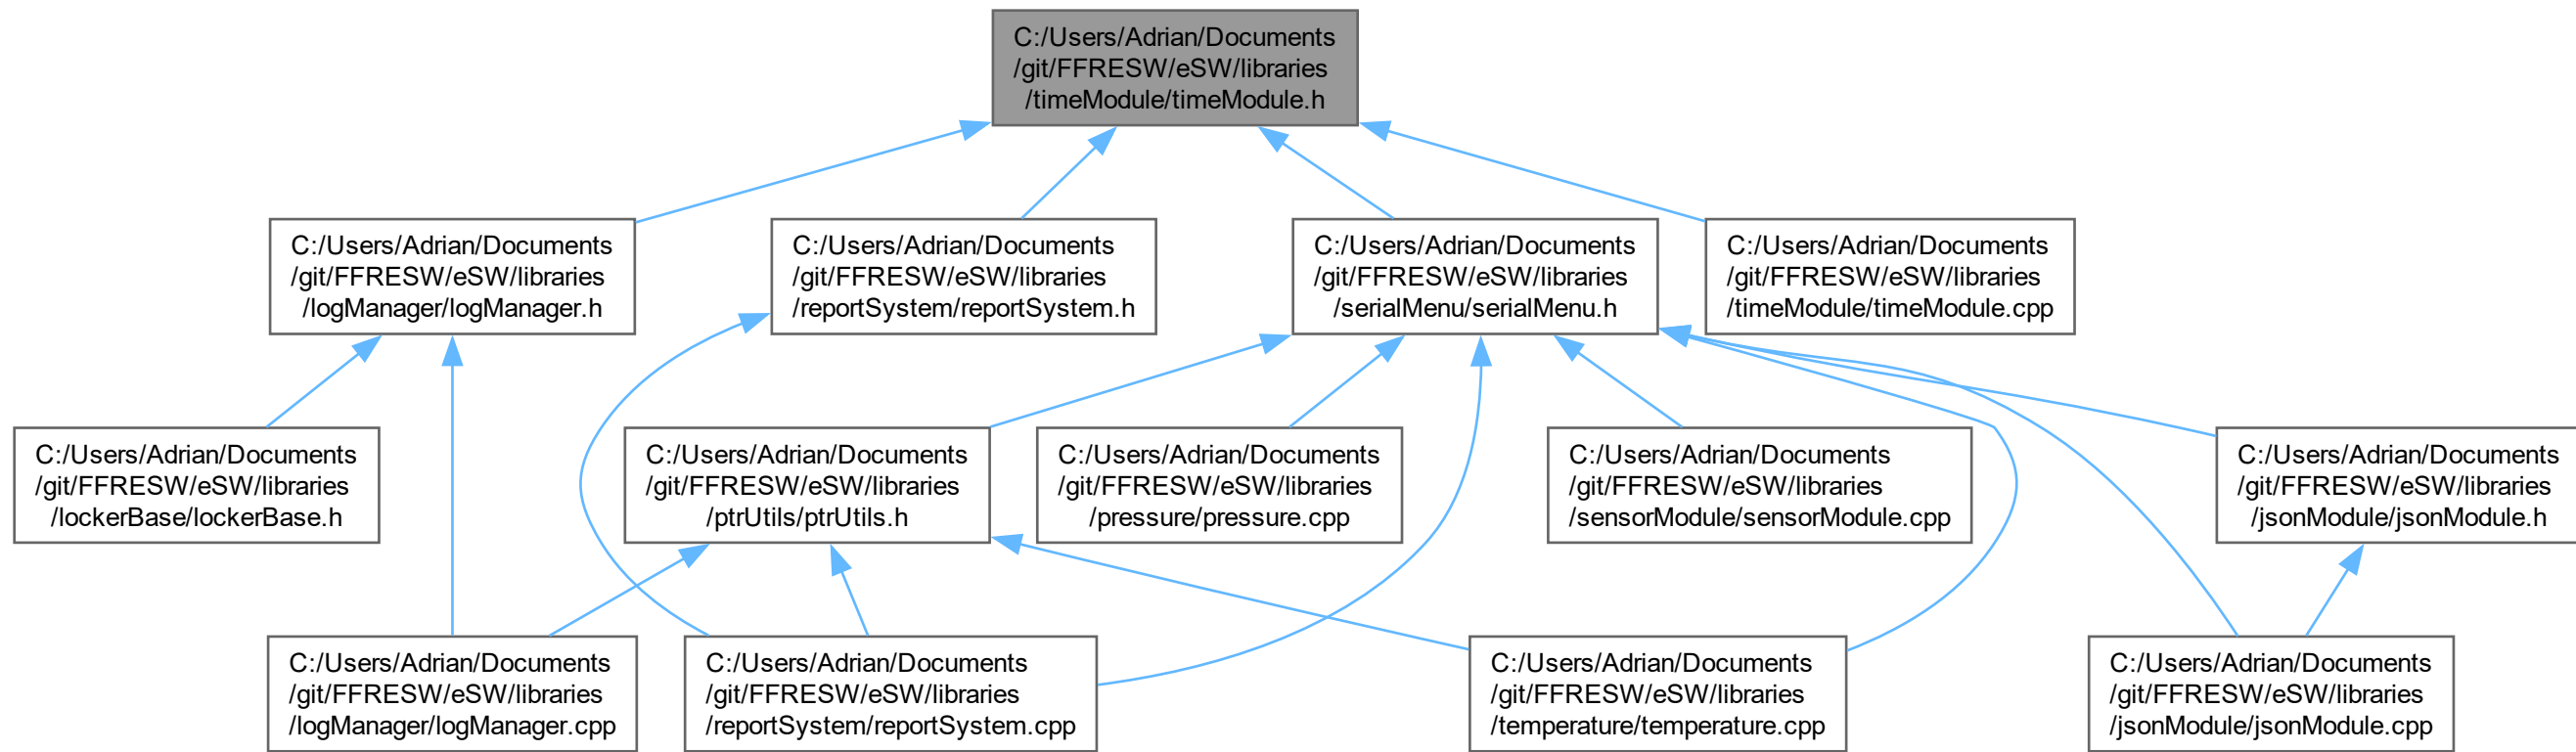 C:/Users/Adrian/Documents
/git/FFRESW/eSW/libraries
/timeModule/timeModule.h
C:/Users/Adrian/Documents
/git/FFRESW/eSW/libraries
/logManager/logManager.h
C:/Users/Adrian/Documents
/git/FFRESW/eSW/libraries
/reportSystem/reportSystem.h
C:/Users/Adrian/Documents
/git/FFRESW/eSW/libraries
/serialMenu/serialMenu.h
C:/Users/Adrian/Documents
/git/FFRESW/eSW/libraries
/timeModule/timeModule.cpp
C:/Users/Adrian/Documents
/git/FFRESW/eSW/libraries
/lockerBase/lockerBase.h
C:/Users/Adrian/Documents
/git/FFRESW/eSW/libraries
/ptrUtils/ptrUtils.h
C:/Users/Adrian/Documents
/git/FFRESW/eSW/libraries
/pressure/pressure.cpp
C:/Users/Adrian/Documents
/git/FFRESW/eSW/libraries
/sensorModule/sensorModule.cpp
C:/Users/Adrian/Documents
/git/FFRESW/eSW/libraries
/jsonModule/jsonModule.h
C:/Users/Adrian/Documents
/git/FFRESW/eSW/libraries
/logManager/logManager.cpp
C:/Users/Adrian/Documents
/git/FFRESW/eSW/libraries
/reportSystem/reportSystem.cpp
C:/Users/Adrian/Documents
/git/FFRESW/eSW/libraries
/temperature/temperature.cpp
C:/Users/Adrian/Documents
/git/FFRESW/eSW/libraries
/jsonModule/jsonModule.cpp